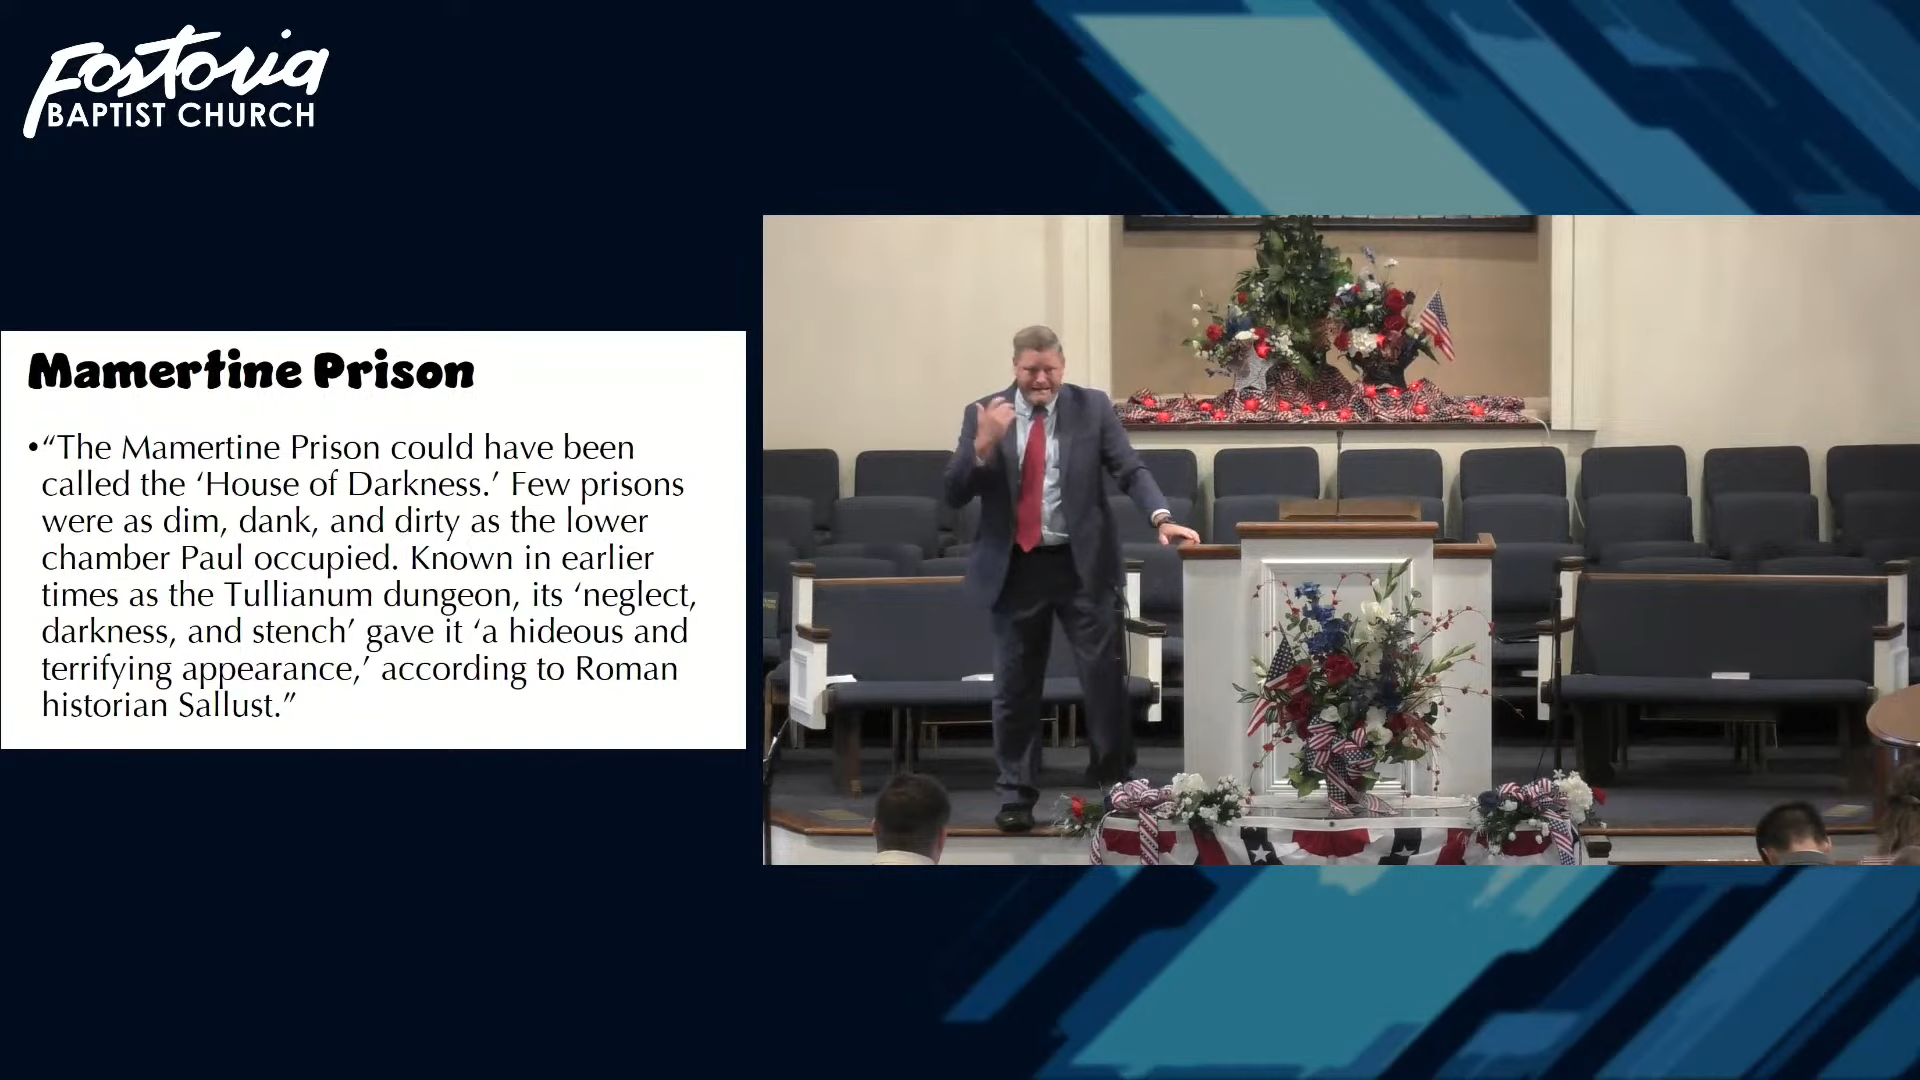 Fostoria
BAPTIST CHURCH
Mamertine Prison
•“The Mamertine Prison could have been
called the ‘House of Darkness.’ Few prisons
were as dim, dank, and dirty as the lower
chamber Paul occupied. Known in earlier
times as the Tullianum dungeon, its ‘neglect,
darkness, and stench’ gave it ‘a hideous and
terrifying appearance,’ according to Roman
historian Sallust.”